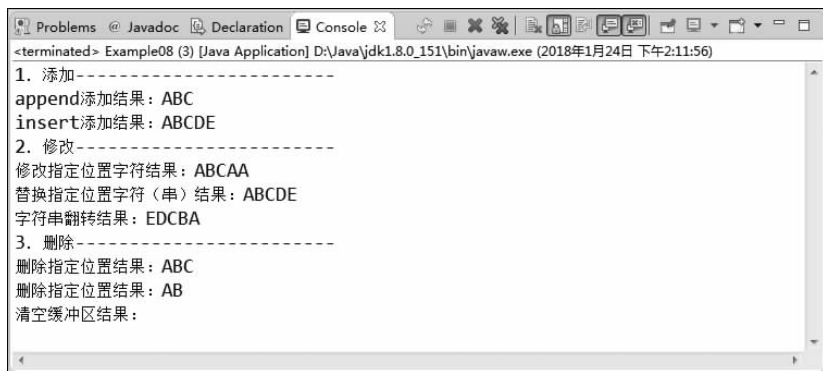 Problems @ Javadoc Declaration Console
<terminated> Example08 (3) [Java Application] D:\Java\jdk1.8.0_151\bin\javaw.exe (2018年1月24日 下午2:11:56)
1. 添加------------------------
append添加结果：ABC
insert添加结果：ABCDE
2. 修改------------------------
修改指定位置字符结果：ABCAA
替换指定位置字符（串）结果：ABCDE
字符串翻转结果：EDCBA
3. 删除------------------------
删除指定位置结果：ABC
删除指定位置结果：AB
清空缓冲区结果：